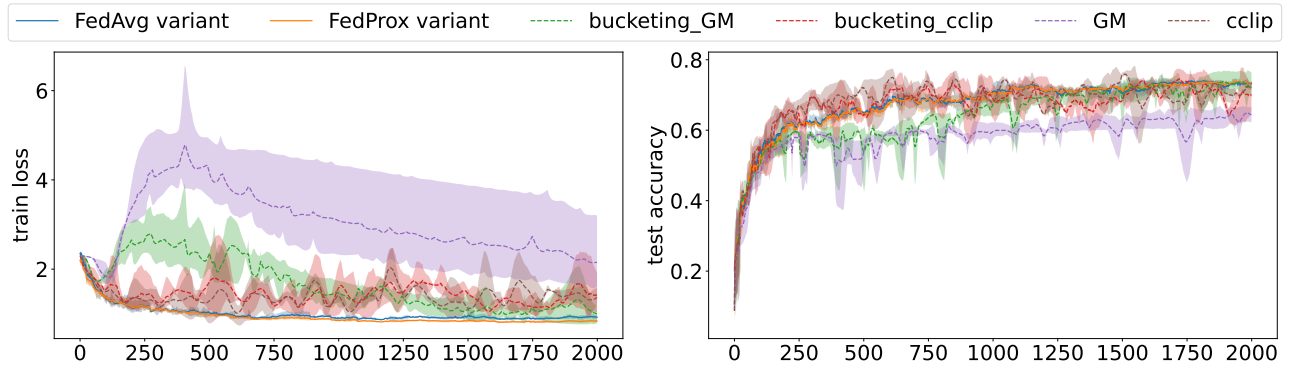 FedAvg variant FedProx variant bucketing_GM bucketing_cclip GM cclip
train loss
6
4
2
0 250 500 750 1000 1250 1500 1750 2000
test accuracy
0.8
0.6
0.4
0.2
0 250 500 750 1000 1250 1500 1750 2000